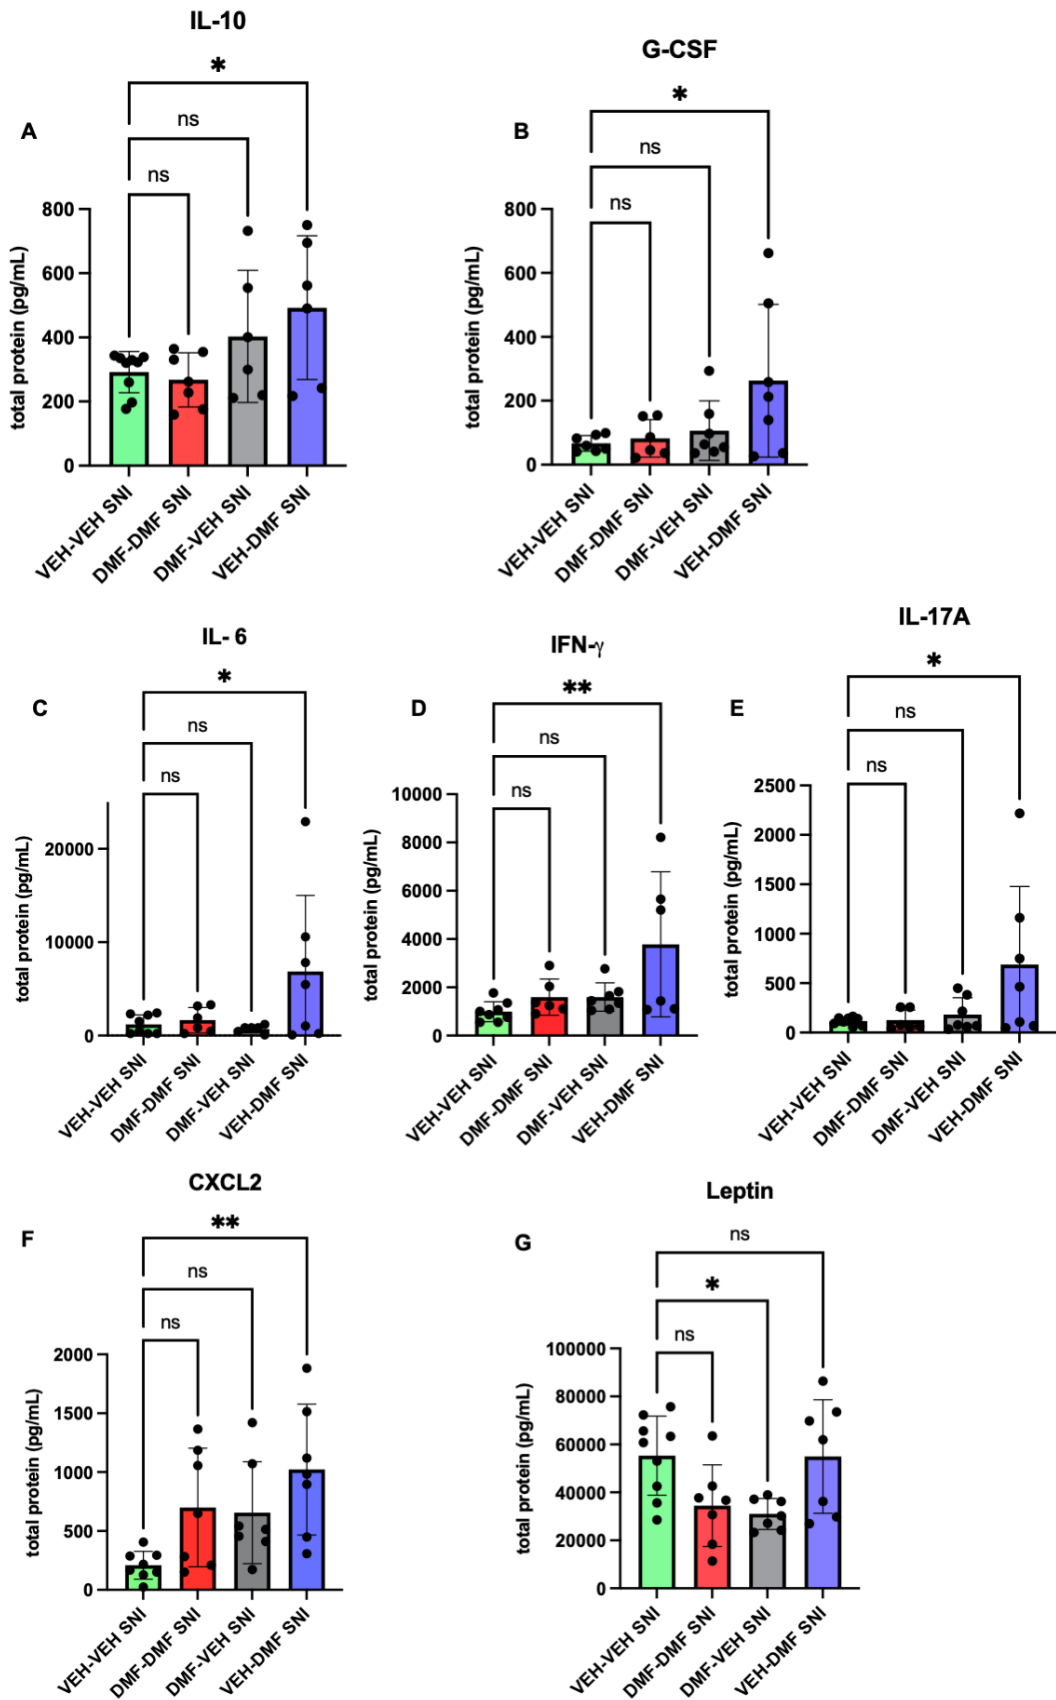 IL-10
*
ns
ns
A
total protein (pg/mL)
800
600
400
200
0
VEH-VEH SNI
DMF-DMF SNI
DMF-VEH SNI
VEH-DMF SNI
G-CSF
*
ns
ns
B
total protein (pg/mL)
800
600
400
200
0
VEH-VEH SNI
DMF-DMF SNI
DMF-VEH SNI
VEH-DMF SNI
IL- 6
*
ns
ns
C
total protein (pg/mL)
20000
10000
0
VEH-VEH SNI
DMF-DMF SNI
DMF-VEH SNI
VEH-DMF SNI
IFN-γ
**
ns
ns
D
total protein (pg/mL)
10000
8000
6000
4000
2000
0
VEH-VEH SNI
DMF-DMF SNI
DMF-VEH SNI
VEH-DMF SNI
IL-17A
*
ns
ns
E
total protein (pg/mL)
2500
2000
1500
1000
500
0
VEH-VEH SNI
DMF-DMF SNI
DMF-VEH SNI
VEH-DMF SNI
CXCL2
**
ns
ns
F
total protein (pg/mL)
2000
1500
1000
500
0
VEH-VEH SNI
DMF-DMF SNI
DMF-VEH SNI
VEH-DMF SNI
Leptin
ns
*
ns
G
total protein (pg/mL)
100000
80000
60000
40000
20000
0
VEH-VEH SNI
DMF-DMF SNI
DMF-VEH SNI
VEH-DMF SNI